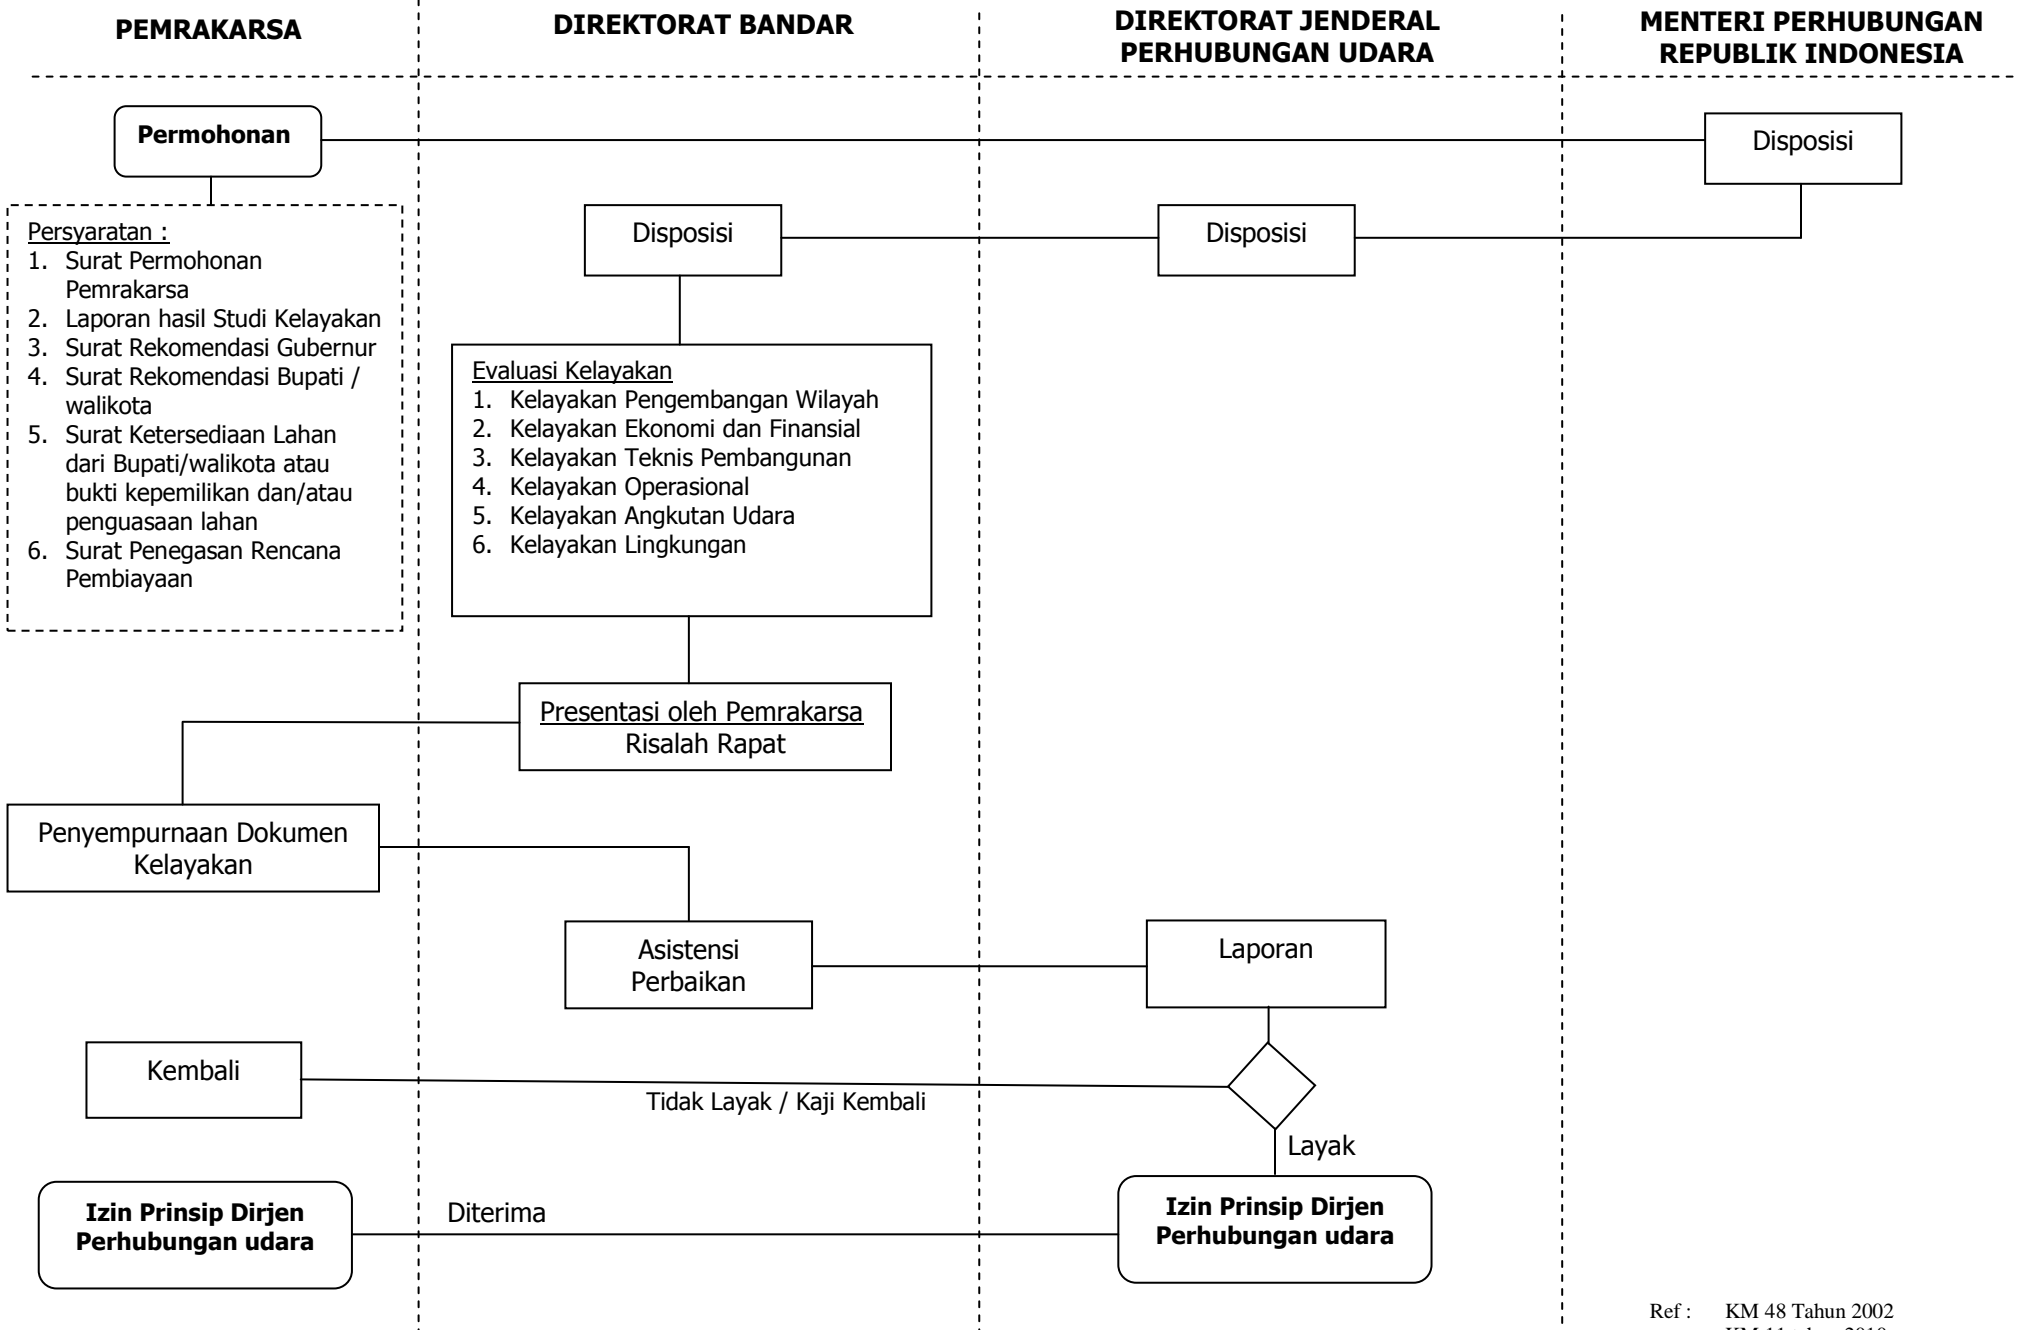 PEMRAKARSA
DIREKTORAT BANDAR
DIREKTORAT JENDERAL
PERHUBUNGAN UDARA
MENTERI PERHUBUNGAN
REPUBLIK INDONESIA
Permohonan
Disposisi
Persyaratan :
1. Surat Permohonan
Pemrakarsa
2. Laporan hasil Studi Kelayakan
3. Surat Rekomendasi Gubernur
4. Surat Rekomendasi Bupati /
walikota
5. Surat Ketersediaan Lahan
dari Bupati/walikota atau
bukti kepemilikan dan/atau
penguasaan lahan
6. Surat Penegasan Rencana
Pembiayaan
Disposisi
Disposisi
Evaluasi Kelayakan
1. Kelayakan Pengembangan Wilayah
2. Kelayakan Ekonomi dan Finansial
3. Kelayakan Teknis Pembangunan
4. Kelayakan Operasional
5. Kelayakan Angkutan Udara
6. Kelayakan Lingkungan
Presentasi oleh Pemrakarsa
Risalah Rapat
Penyempurnaan Dokumen
Kelayakan
Asistensi
Perbaikan
Laporan
Kembali
Tidak Layak / Kaji Kembali
Layak
Izin Prinsip Dirjen
Perhubungan udara
Diterima
Izin Prinsip Dirjen
Perhubungan udara
Ref : KM 48 Tahun 2002